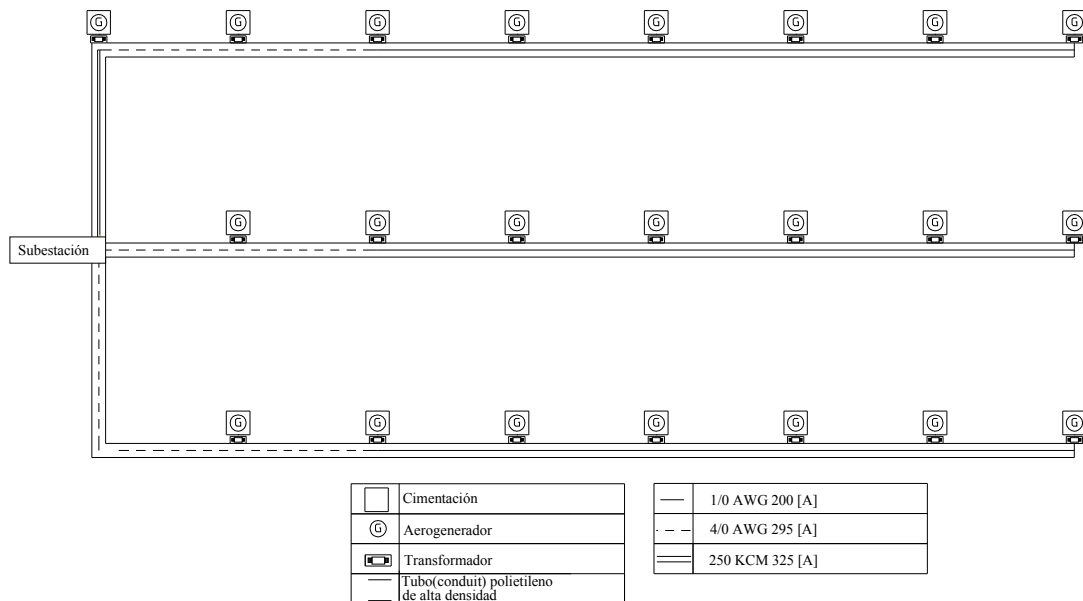 G G G G G G G G
Subestación
G G G G G G G
G G G G G G G
Cimentación
G Aerogenerador
Transformador
Tubo(conduit) polietileno
de alta densidad
1/0 AWG 200 [A]
4/0 AWG 295 [A]
250 KCM 325 [A]